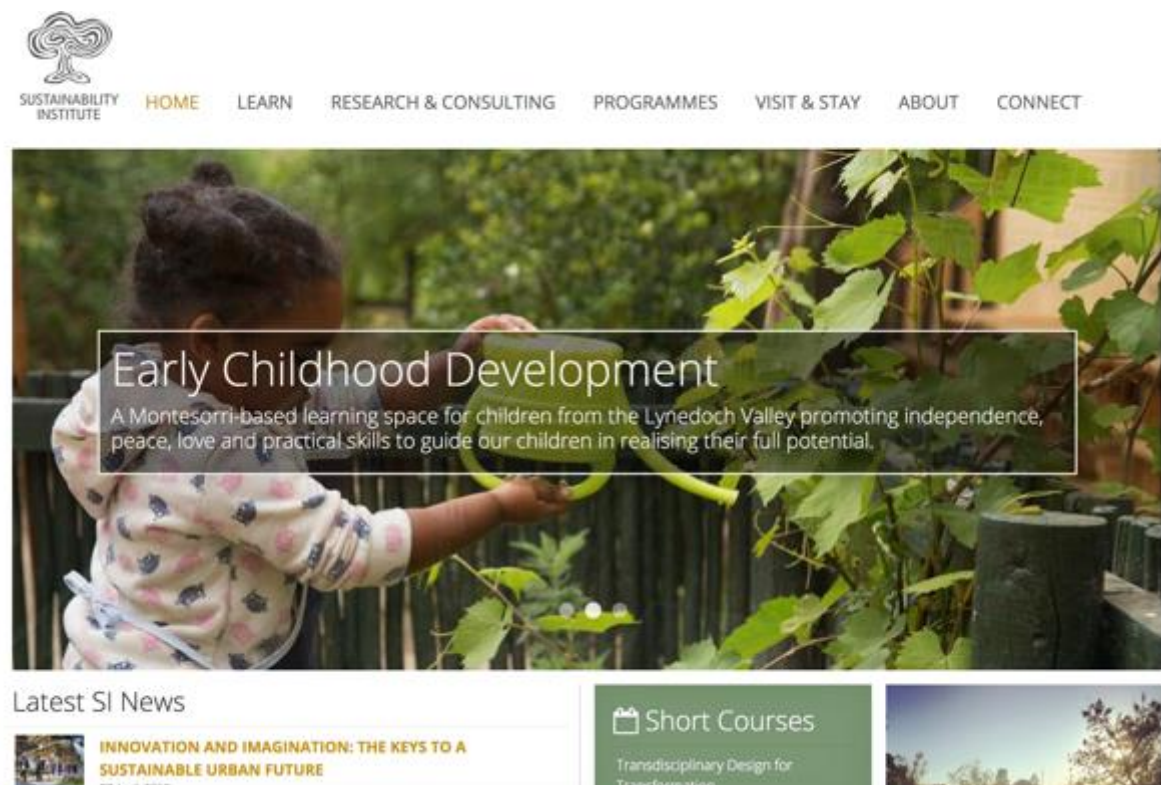 SUSTAINABILITY
INSTITUTE
HOME LEARN RESEARCH & CONSULTING PROGRAMMES VISIT & STAY ABOUT CONNECT
Early Childhood Development
A Montesorri-based learning space for children from the Lynedoch Valley promoting independence,
peace, love and practical skills to guide our children in realising their full potential.
Latest SI News
INNOVATION AND IMAGINATION: THE KEYS TO A
SUSTAINABLE URBAN FUTURE
Short Courses
Transdisciplinary Design for
Transformation